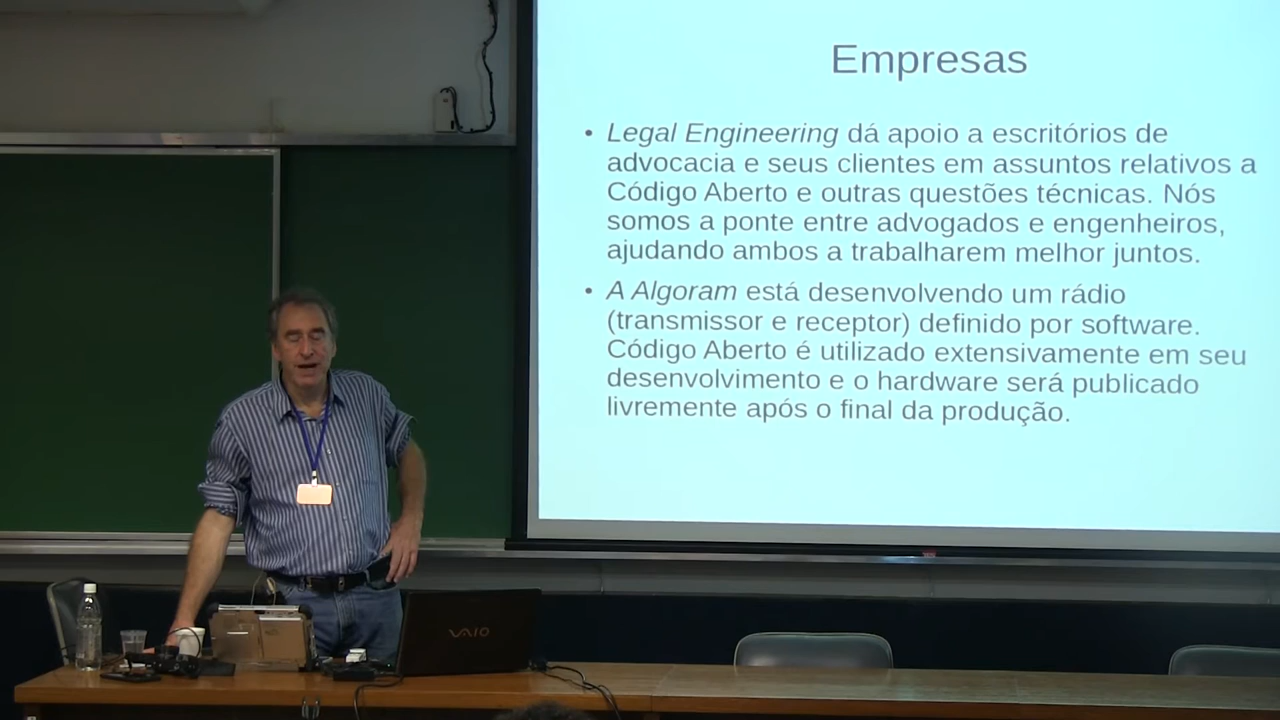 Empresas
• Legal Engineering dá apoio a escritórios de
advocacia e seus clientes em assuntos relativos a
Código Aberto e outras questões técnicas. Nós
somos a ponte entre advogados e engenheiros,
ajudando ambos a trabalharem melhor juntos.
• A Algoram está desenvolvendo um rádio
(transmissor e receptor) definido por software.
Código Aberto é utilizado extensivamente em seu
desenvolvimento e o hardware será publicado
livremente após o final da produção.
VAIO